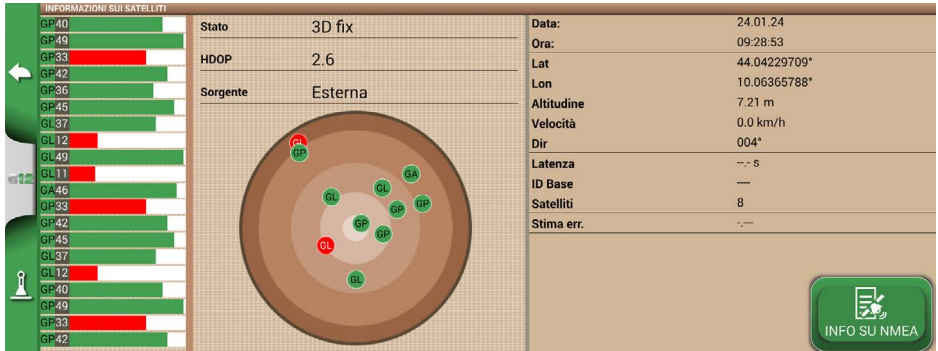 INFORMAZIONI SUI SATELLITI
GP40
GP49
GP33
GP42
GP36
GP45
GL37
GL12
GL49
GL11
GA46
GP33
GP42
GP45
GL37
GL12
GP40
GP49
GP33
GP42
S12
Stato 3D fix
HDOP 2.6
Sorgente Esterna
GL
GP
GA
GL
GL
GP
GP
GP
GP
GL
GL
Data: 24.01.24
Ora: 09:28:53
Lat 44.04229709°
Lon 10.06365788°
Altitudine 7.21 m
Velocità 0.0 km/h
Dir 004°
Latenza --.- s
ID Base ----
Satelliti 8
Stima err. -.---
INFO SU NMEA